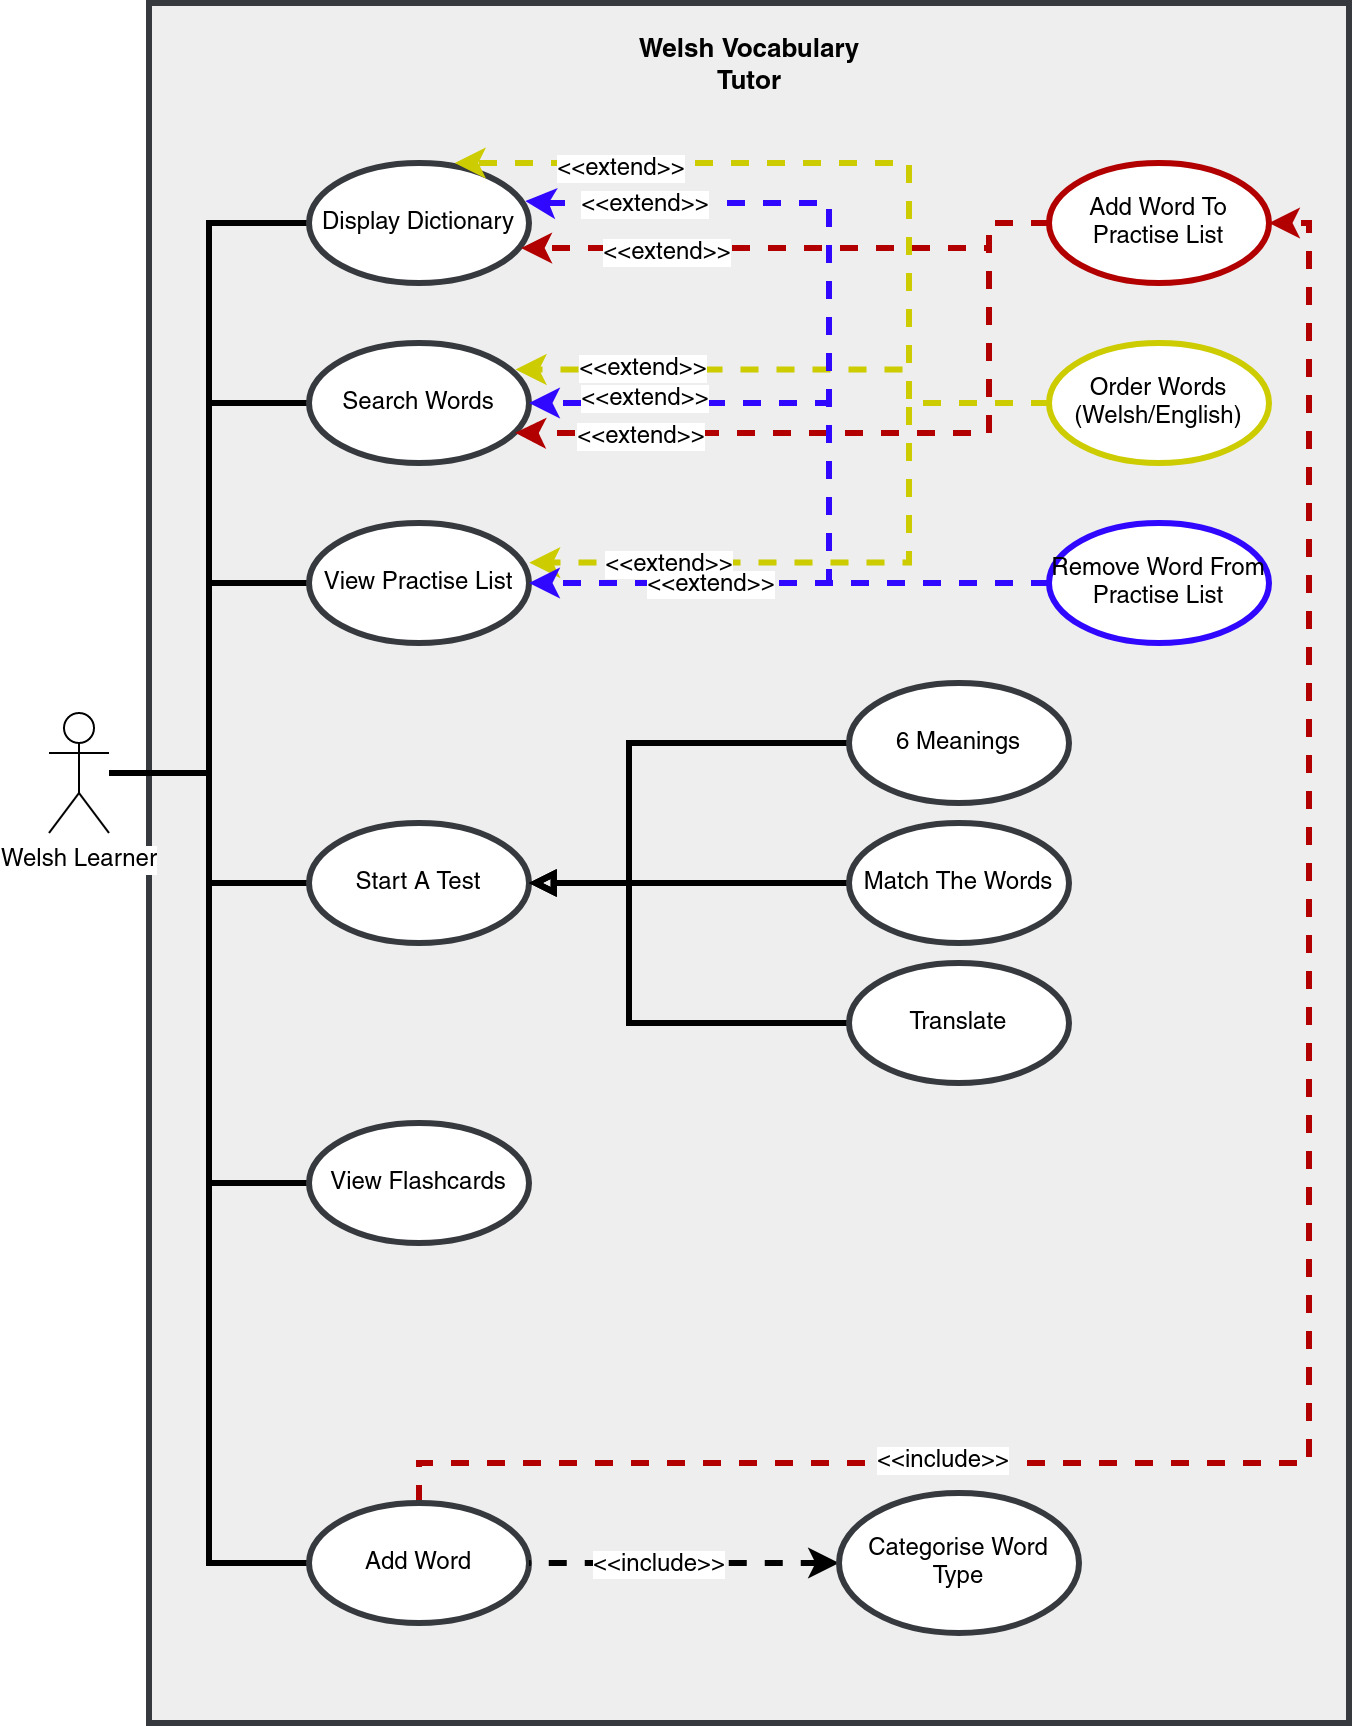 Welsh Vocabulary
Tutor
<<extend>>
<<extend>>
<<extend>>
Display Dictionary
Add Word To
Practise List
<<extend>>
<<extend>>
<<extend>>
Search Words
Order Words
(Welsh/English)
<<extend>>
<<extend>>
View Practise List
Remove Word From
Practise List
6 Meanings
Welsh Learner
Start A Test
Match The Words
Translate
View Flashcards
<<include>>
Add Word
<<include>>
Categorise Word
Type